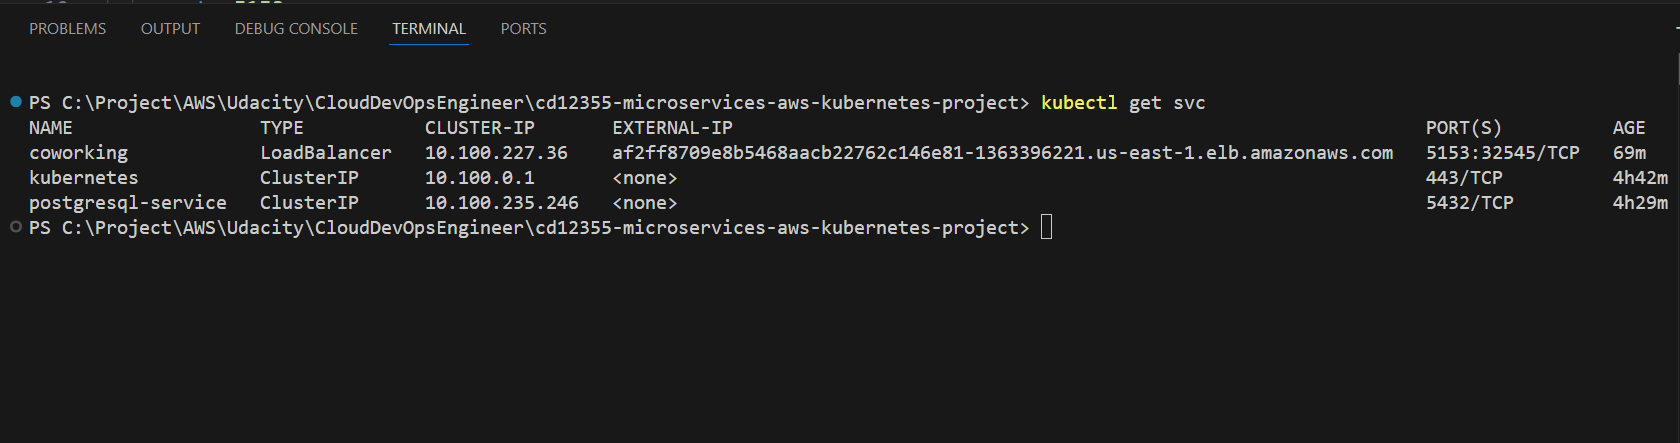 PROBLEMS OUTPUT DEBUG CONSOLE TERMINAL PORTS
PS C:\Project\AWS\Udacity\CloudDevOpsEngineer\cd12355-microservices-aws-kubernetes-project> kubectl get svc
NAME TYPE CLUSTER-IP EXTERNAL-IP PORT(S) AGE
coworking LoadBalancer 10.100.227.36 af2ff8709e8b5468aacb22762c146e81-1363396221.us-east-1.elb.amazonaws.com 5153:32545/TCP 69m
kubernetes ClusterIP 10.100.0.1 <none> 443/TCP 4h42m
postgresql-service ClusterIP 10.100.235.246 <none> 5432/TCP 4h29m
PS C:\Project\AWS\Udacity\CloudDevOpsEngineer\cd12355-microservices-aws-kubernetes-project>